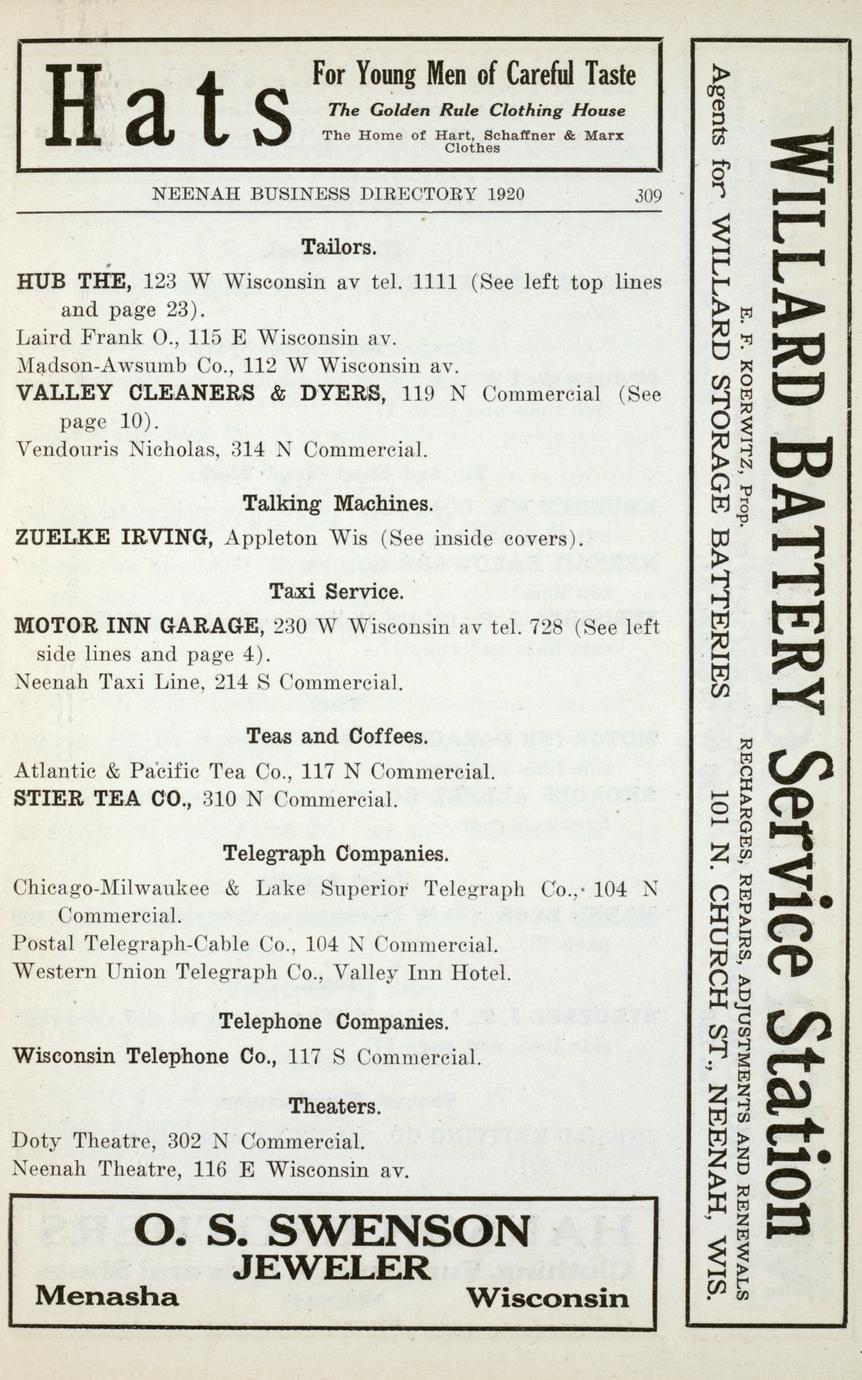 Hats
For Young Men of Careful Taste
The Golden Rule Clothing House
The Home of Hart, Schaffner & Marx
Clothes
NEENAH BUSINESS DIRECTORY 1920 309
Tailors.
HUB THE, 123 W Wisconsin av tel. 1111 (See left top lines
and page 23).
Laird Frank O., 115 E Wisconsin av.
Madson-Awsumb Co., 112 W Wisconsin av.
VALLEY CLEANERS & DYERS, 119 N Commercial (See
page 10).
Vendouris Nicholas, 314 N Commercial.
Talking Machines.
ZUELKE IRVING, Appleton Wis (See inside covers).
Taxi Service.
MOTOR INN GARAGE, 230 W Wisconsin av tel. 728 (See left
side lines and page 4).
Neenah Taxi Line, 214 S Commercial.
Teas and Coffees.
Atlantic & Pacific Tea Co., 117 N Commercial.
STIER TEA CO., 310 N Commercial.
Telegraph Companies.
Chicago-Milwaukee & Lake Superior Telegraph Co., 104 N
Commercial.
Postal Telegraph-Cable Co., 104 N Commercial.
Western Union Telegraph Co., Valley Inn Hotel.
Telephone Companies.
Wisconsin Telephone Co., 117 S Commercial.
Theaters.
Doty Theatre, 302 N Commercial.
Neenah Theatre, 116 E Wisconsin av.
O. S. SWENSON
JEWELER
Menasha Wisconsin
WILLARD BATTERY Service Station
E. F. KOERWITZ, Prop. RECHARGES, REPAIRS, ADJUSTMENTS AND RENEWALS
Agents for WILLARD STORAGE BATTERIES 101 N. CHURCH ST., NEENAH, WIS.